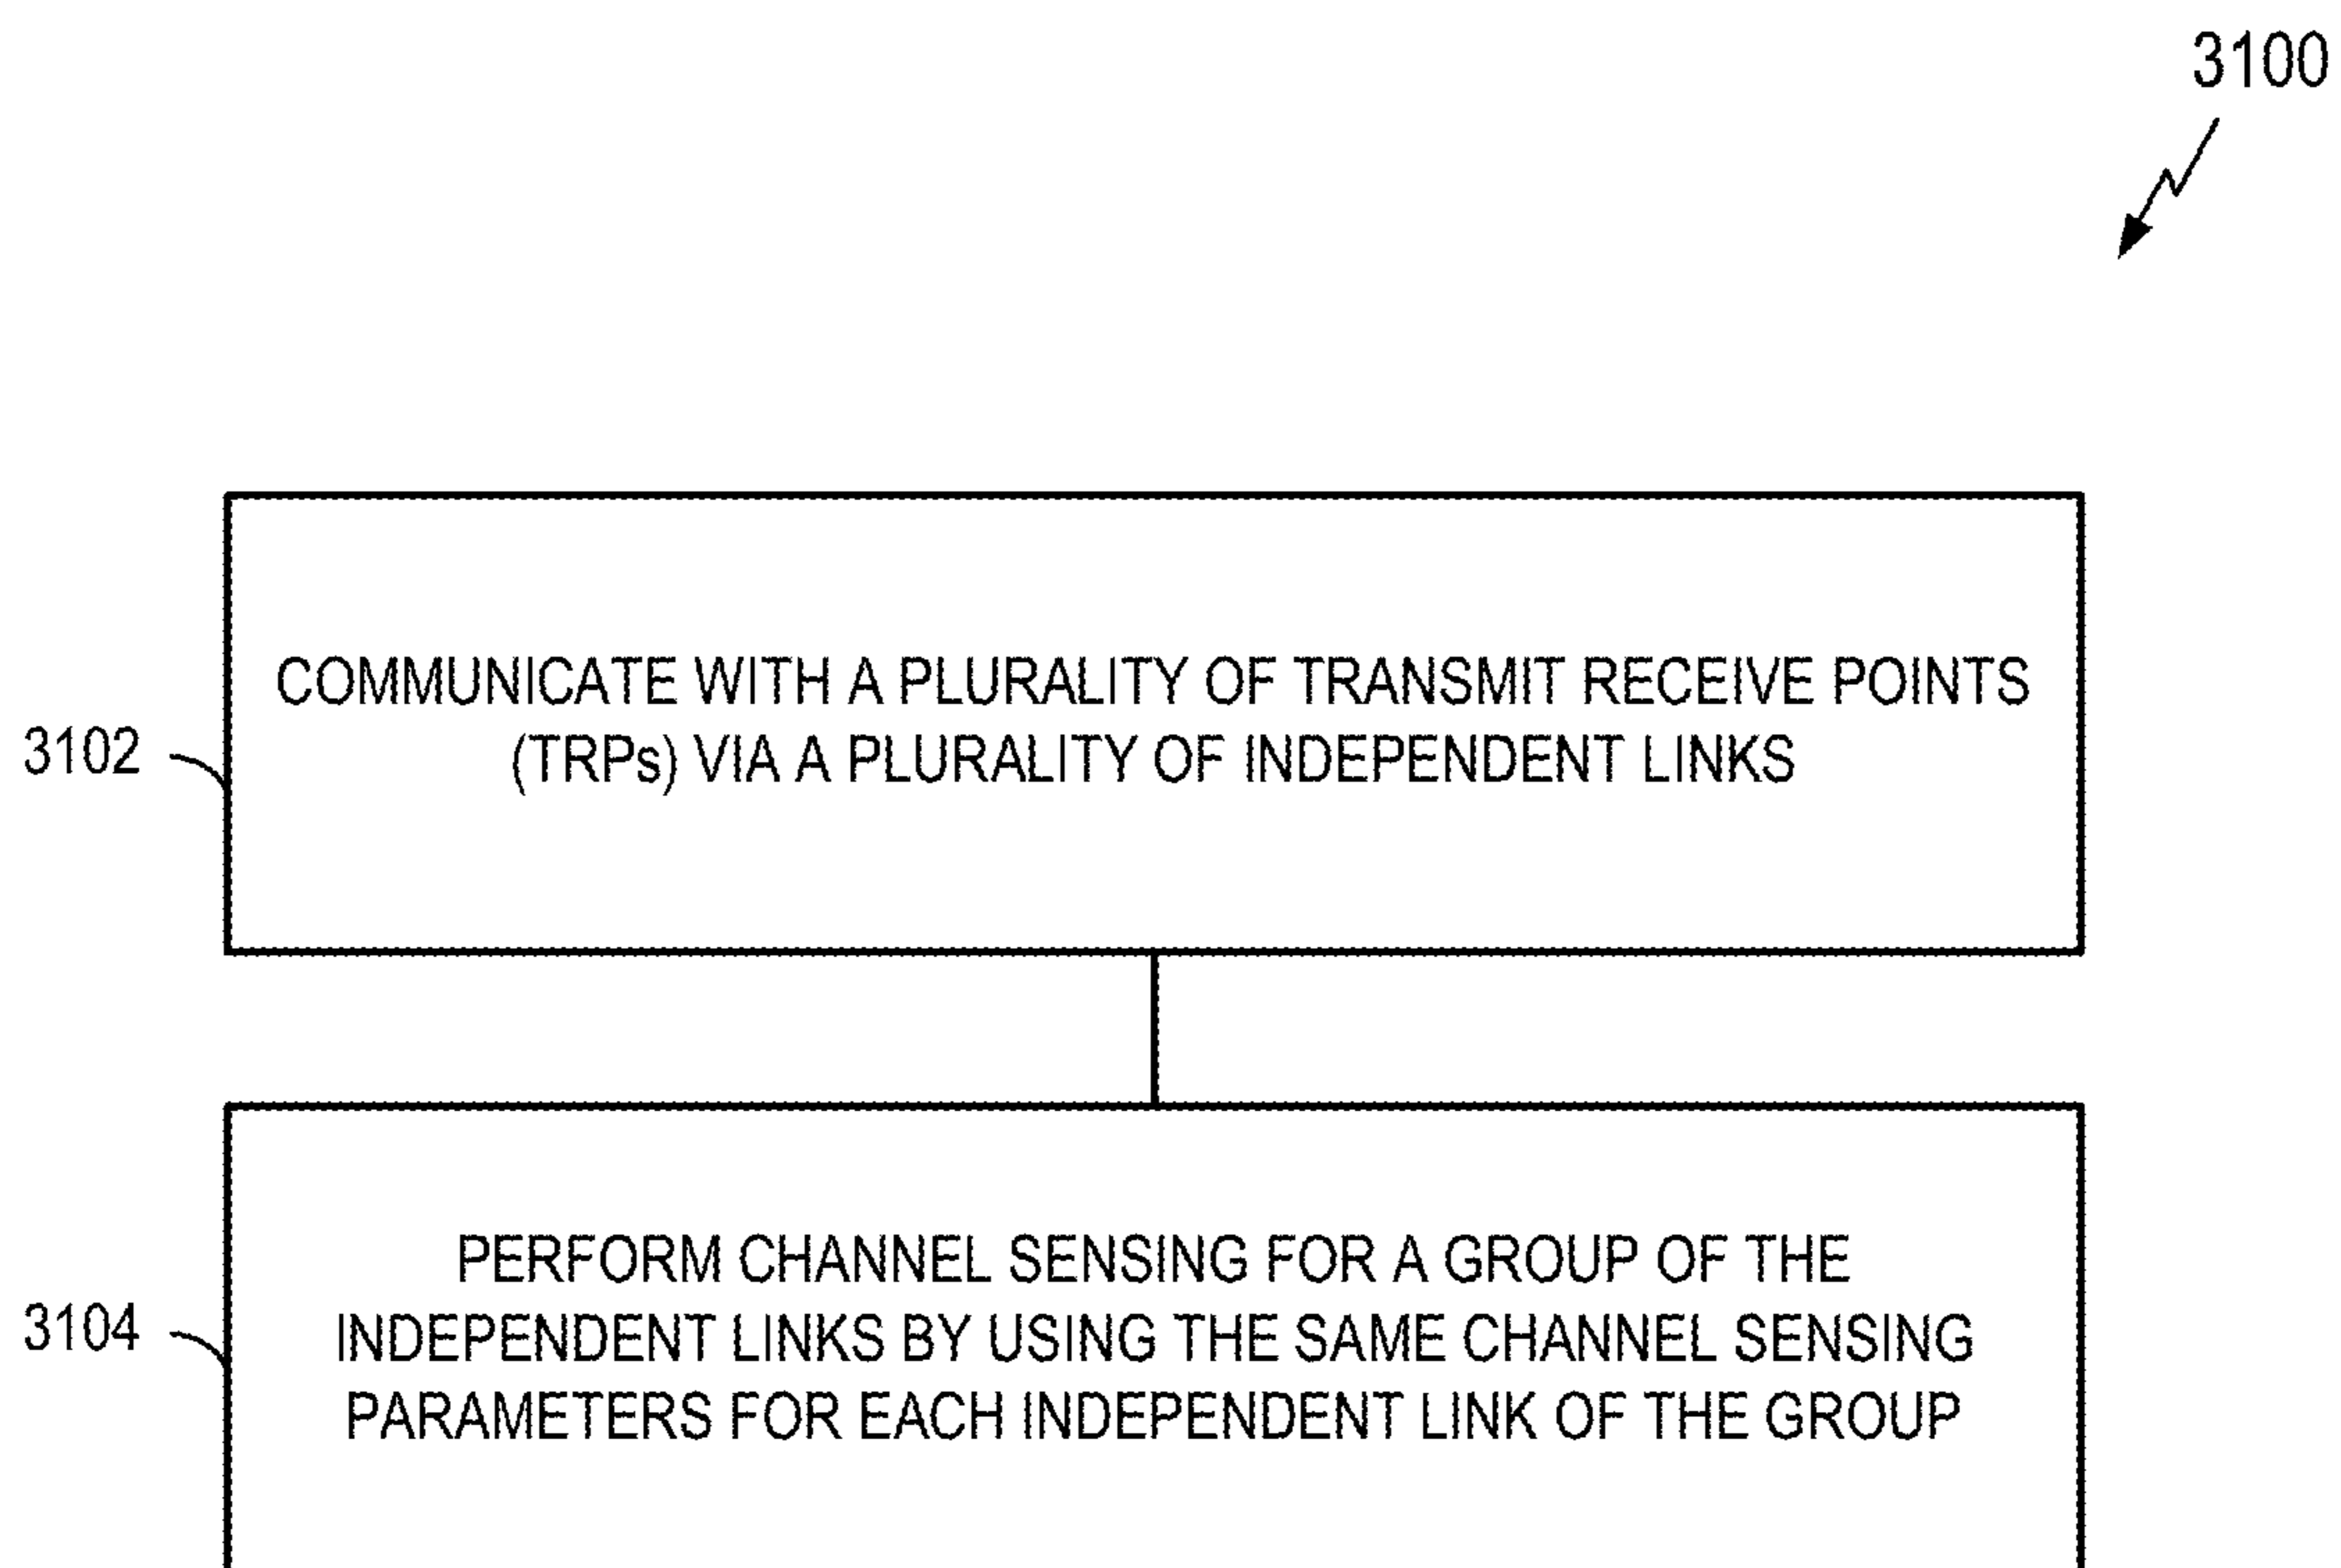 3100
COMMUNICATE WITH A PLURALITY OF TRANSMIT RECEIVE POINTS
(TRPs) VIA A PLURALITY OF INDEPENDENT LINKS
3102
PERFORM CHANNEL SENSING FOR A GROUP OF THE
INDEPENDENT LINKS BY USING THE SAME CHANNEL SENSING
PARAMETERS FOR EACH INDEPENDENT LINK OF THE GROUP
3104